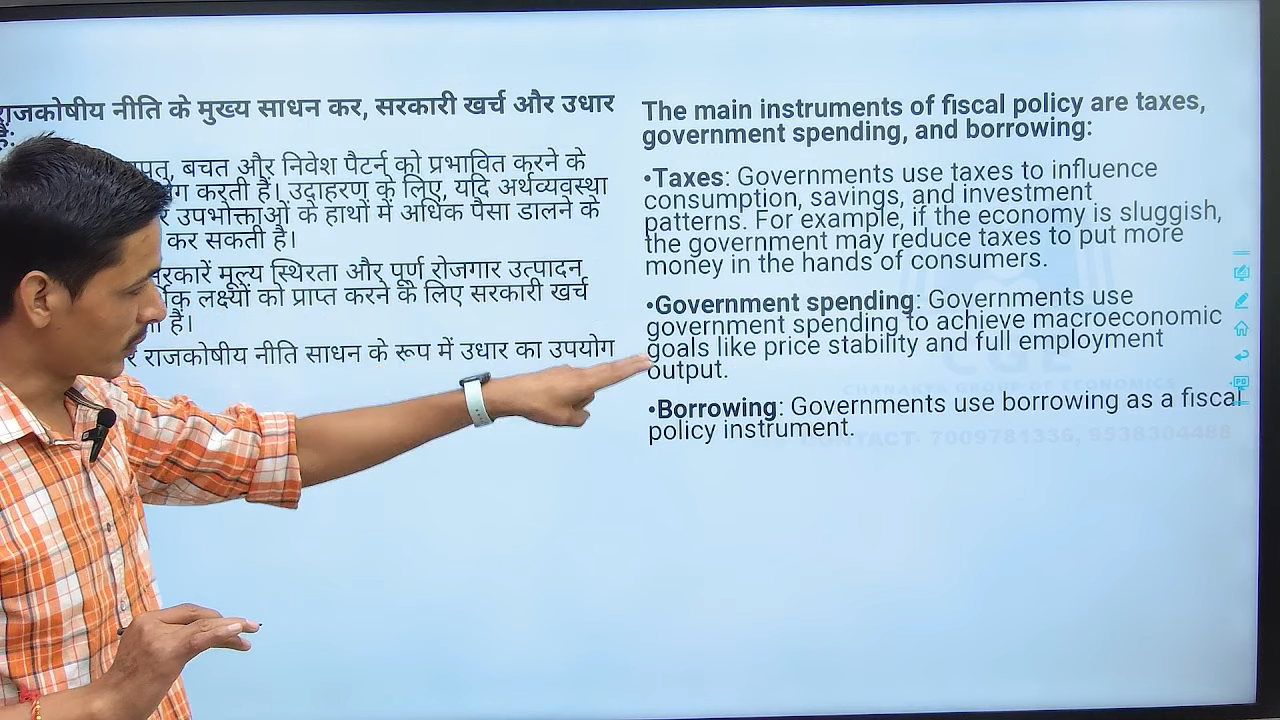 राजकोषीय नीति के मुख्य साधन कर, सरकारी खर्च और उधार
हैं:
बचत और निवेश पैटर्न को प्रभावित करने के
करती हैं। उदाहरण के लिए, यदि अर्थव्यवस्था
उपभोक्ताओं के हाथों में अधिक पैसा डालने के
कर सकती है।
सरकारें मूल्य स्थिरता और पूर्ण रोजगार उत्पादन
लक्ष्यों को प्राप्त करने के लिए सरकारी खर्च
हैं।
राजकोषीय नीति साधन के रूप में उधार का उपयोग
The main instruments of fiscal policy are taxes,
government spending, and borrowing:
•Taxes: Governments use taxes to influence
consumption, savings, and investment
patterns. For example, if the economy is sluggish,
the government may reduce taxes to put more
money in the hands of consumers.
•Government spending: Governments use
government spending to achieve macroeconomic
goals like price stability and full employment
output.
•Borrowing: Governments use borrowing as a fiscal
policy instrument.
CGE
CHANAKYA GROUP OF ECONOMICS
CONTACT: 7009781336, 9538304488